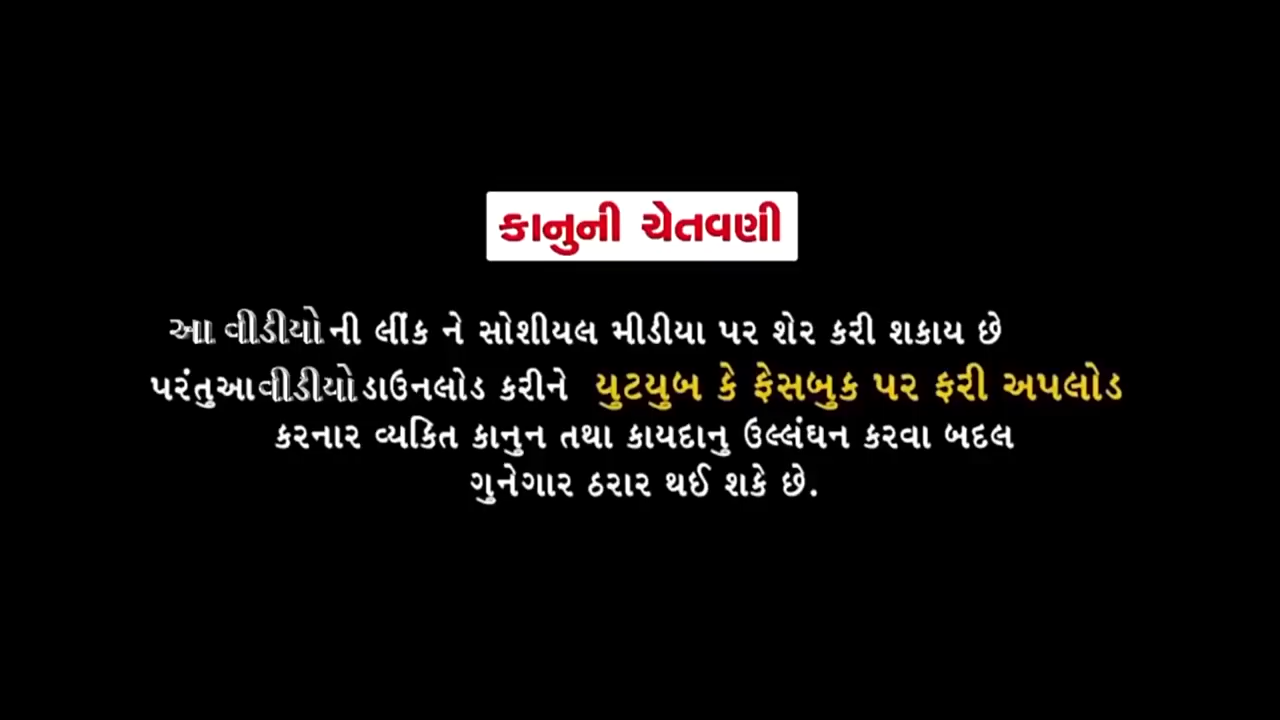 કાનુની ચેતવણી
આ વીડીયો ની લીંક ને સોશીયલ મીડીયા પર શેર કરી શકાય છે
પરંતુઆ વીડીયો ડાઉનલોડ કરીને યુટયુબ કે ફેસબુક પર ફરી અપલોડ
કરનાર વ્યકિત કાનુન તથા કાયદાનુ ઉલ્લંઘન કરવા બદલ
ગુનેગાર ઠરાર થઈ શકે છે.